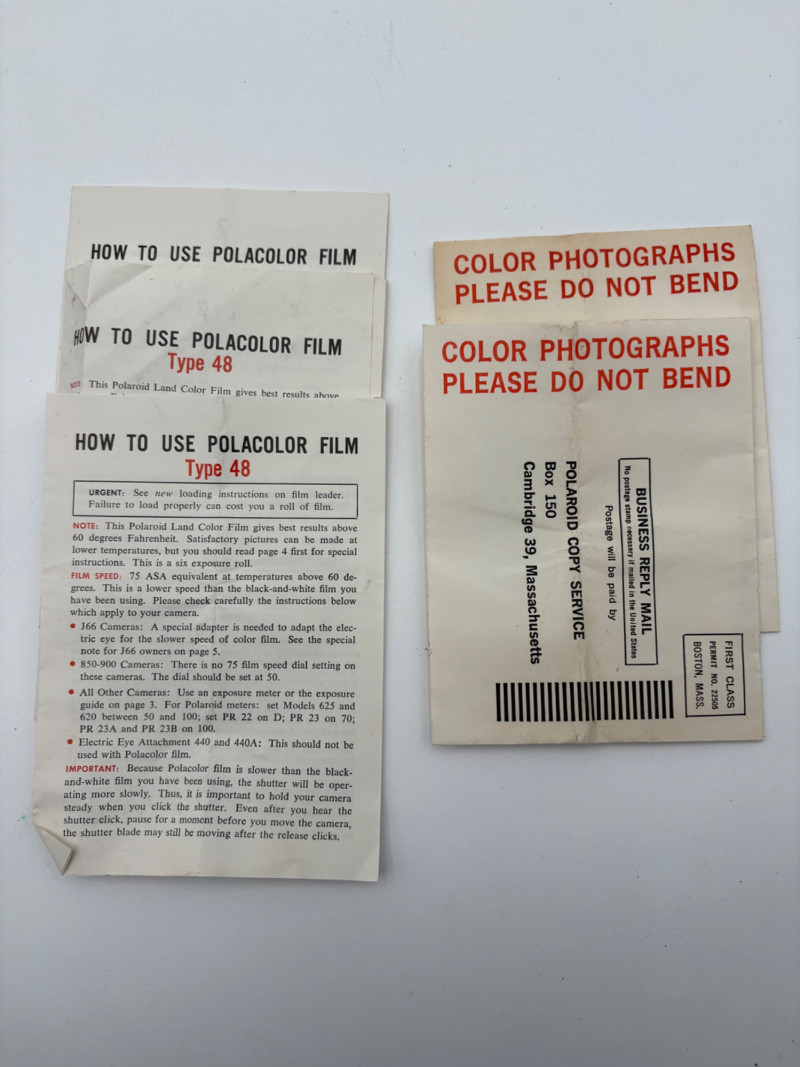 HOW TO USE POLACOLOR FILM
HOW TO USE POLACOLOR FILM
Type 48
NOTE: This Polaroid Land Color Film gives best results above
HOW TO USE POLACOLOR FILM
Type 48
URGENT: See new loading instructions on film leader.
Failure to load properly can cost you a roll of film.
NOTE: This Polaroid Land Color Film gives best results above
60 degrees Fahrenheit. Satisfactory pictures can be made at
lower temperatures, but you should read page 4 first for special
instructions. This is a six exposure roll.
FILM SPEED: 75 ASA equivalent at temperatures above 60 de-
grees. This is a lower speed than the black-and-white film you
have been using. Please check carefully the instructions below
which apply to your camera.
• J66 Cameras: A special adapter is needed to adapt the elec-
tric eye for the slower speed of color film. See the special
note for J66 owners on page 5.
• 850-900 Cameras: There is no 75 film speed dial setting on
these cameras. The dial should be set at 50.
• All Other Cameras: Use an exposure meter or the exposure
guide on page 3. For Polaroid meters: set Models 625 and
620 between 50 and 100; set PR 22 on D; PR 23 on 70;
PR 23A and PR 23B on 100.
• Electric Eye Attachment 440 and 440A: This should not be
used with Polacolor film.
IMPORTANT: Because Polacolor film is slower than the black-
and-white film you have been using, the shutter will be oper-
ating more slowly. Thus, it is important to hold your camera
steady when you click the shutter. Even after you hear the
shutter click, pause for a moment before you move the camera,
the shutter blade may still be moving after the release clicks.
COLOR PHOTOGRAPHS
PLEASE DO NOT BEND
COLOR PHOTOGRAPHS
PLEASE DO NOT BEND
FIRST CLASS
PERMIT NO. 22505
BOSTON, MASS.
BUSINESS REPLY MAIL
No postage stamp necessary if mailed in the United States
Postage will be paid by
POLAROID COPY SERVICE
Box 150
Cambridge 39, Massachusetts